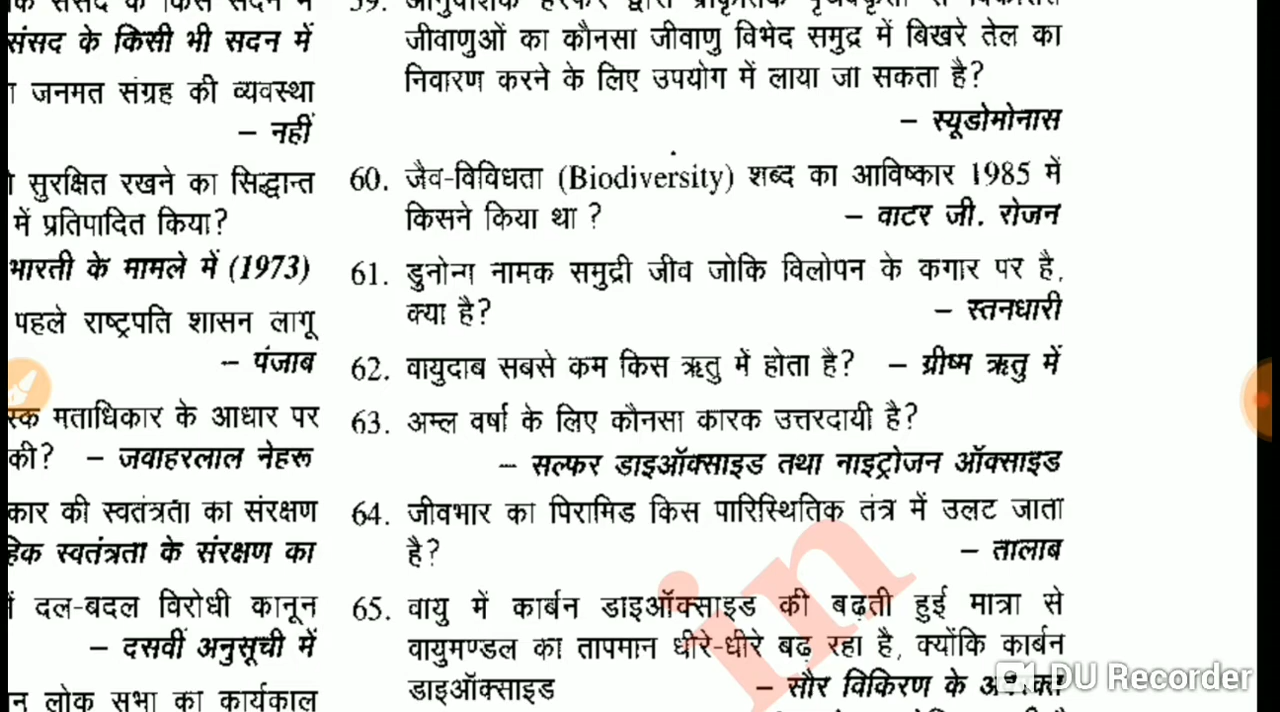 संसद के किसी भी सदन में
जनमत संग्रह की व्यवस्था
– नहीं
सुरक्षित रखने का सिद्धान्त
में प्रतिपादित किया?
भारती के मामले में (1973)
पहले राष्ट्रपति शासन लागू
– पंजाब
मताधिकार के आधार पर
की? – जवाहरलाल नेहरू
की स्वतंत्रता का संरक्षण
स्वतंत्रता के संरक्षण का
दल-बदल विरोधी कानून
– दसवीं अनुसूची में
लोक सभा का कार्यकाल
जीवाणुओं का कौनसा जीवाणु विभेद समुद्र में बिखरे तेल का
निवारण करने के लिए उपयोग में लाया जा सकता है?
– स्यूडोमोनास
60. जैव-विविधता (Biodiversity) शब्द का आविष्कार 1985 में
किसने किया था ? – वाटर जी. रोजन
61. डुनोन्ग नामक समुद्री जीव जोकि विलोपन के कगार पर है,
क्या है? – स्तनधारी
62. वायुदाब सबसे कम किस ऋतु में होता है? – ग्रीष्म ऋतु में
63. अम्ल वर्षा के लिए कौनसा कारक उत्तरदायी है?
– सल्फर डाइऑक्साइड तथा नाइट्रोजन ऑक्साइड
64. जीवभार का पिरामिड किस पारिस्थितिक तंत्र में उलट जाता
है? – तालाब
65. वायु में कार्बन डाइऑक्साइड की बढ़ती हुई मात्रा से
वायुमण्डल का तापमान धीरे-धीरे बढ़ रहा है, क्योंकि कार्बन
डाइऑक्साइड – सौर विकिरण के
in
DU Recorder